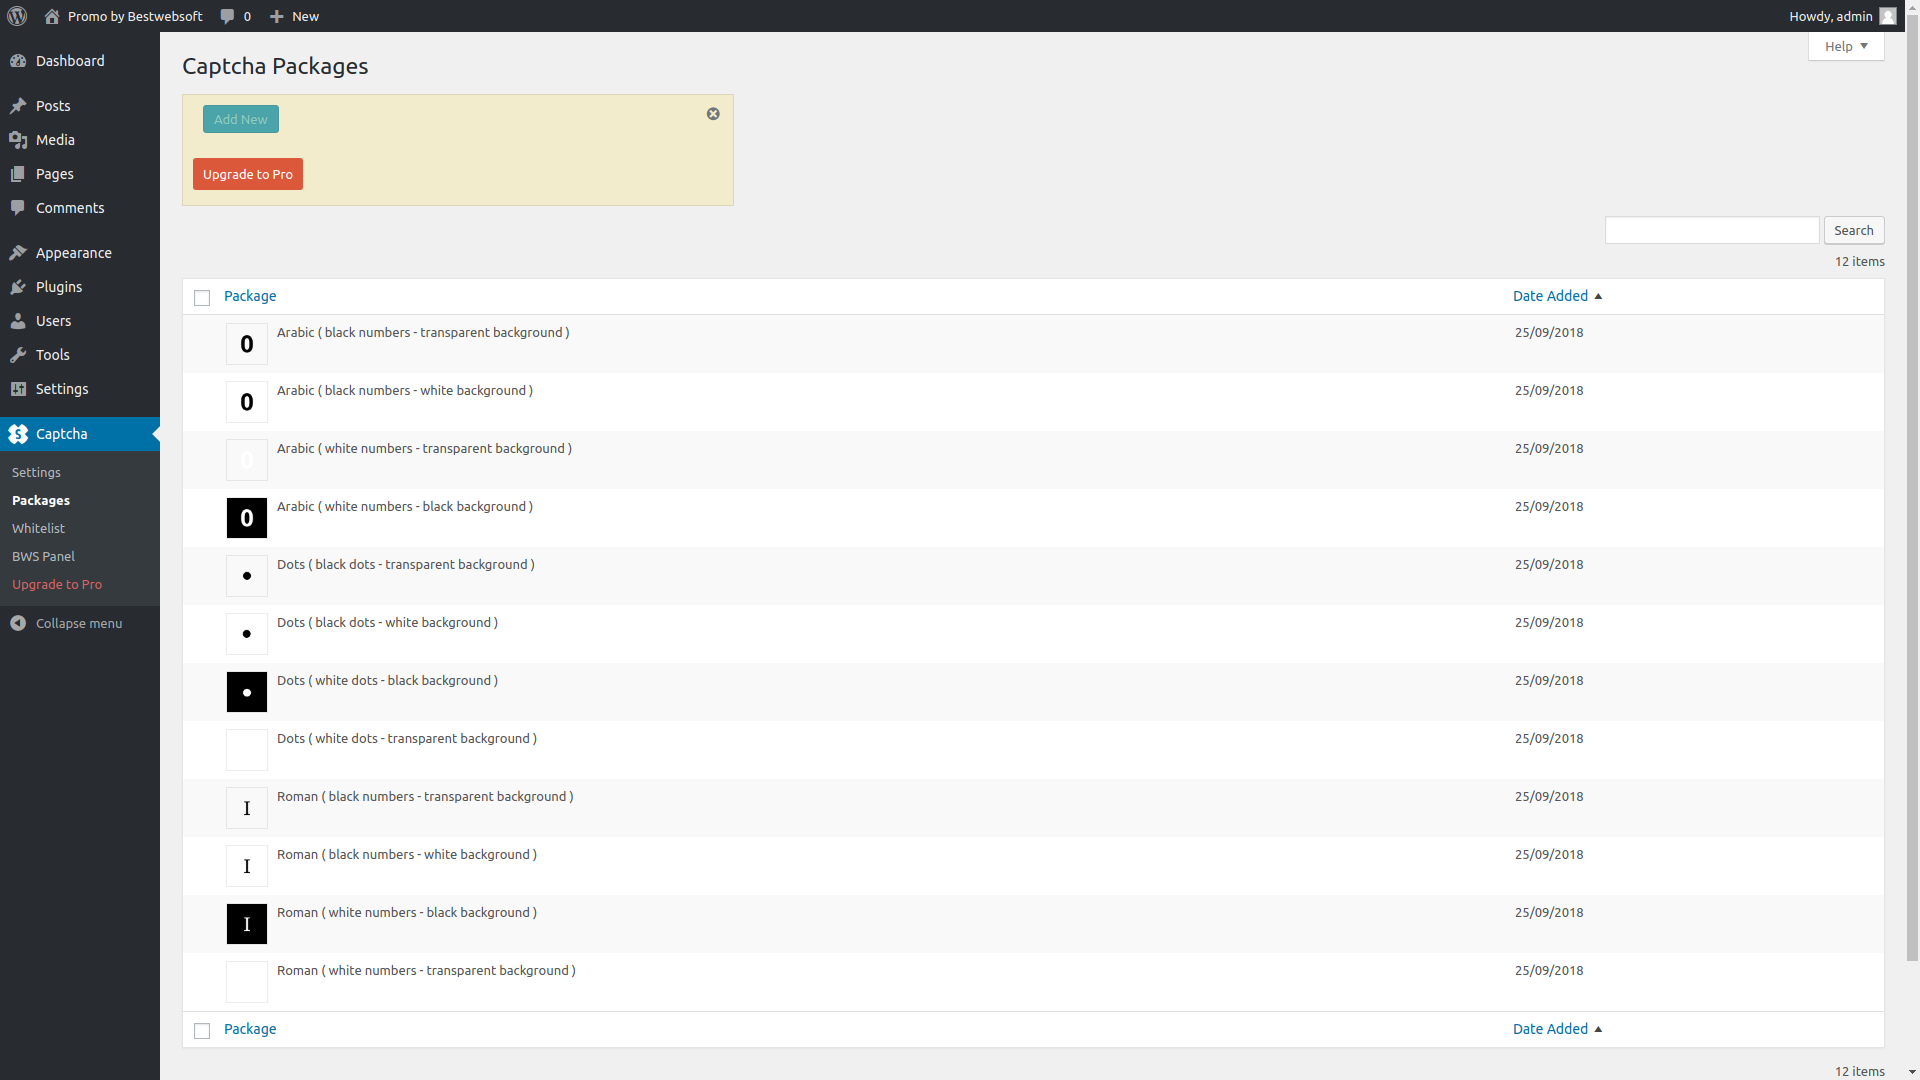 Promo by Bestwebsoft 0 New Howdy, admin
Help
Dashboard
Posts
Media
Pages
Comments
Appearance
Plugins
Users
Tools
Settings
Captcha
Settings
Packages
Whitelist
BWS Panel
Upgrade to Pro
Collapse menu
Captcha Packages
Add New
Upgrade to Pro
Search
12 items
Package Date Added
0 Arabic ( black numbers - transparent background ) 25/09/2018
0 Arabic ( black numbers - white background ) 25/09/2018
0 Arabic ( white numbers - transparent background ) 25/09/2018
0 Arabic ( white numbers - black background ) 25/09/2018
Dots ( black dots - transparent background ) 25/09/2018
Dots ( black dots - white background ) 25/09/2018
Dots ( white dots - black background ) 25/09/2018
Dots ( white dots - transparent background ) 25/09/2018
I Roman ( black numbers - transparent background ) 25/09/2018
I Roman ( black numbers - white background ) 25/09/2018
I Roman ( white numbers - black background ) 25/09/2018
Roman ( white numbers - transparent background ) 25/09/2018
Package Date Added
12 items